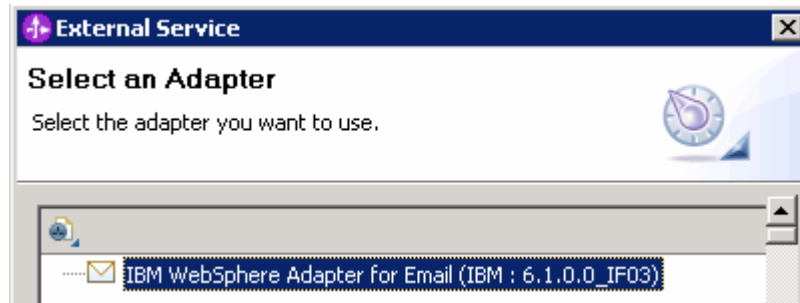 External Service
Select an Adapter
Select the adapter you want to use.
IBM WebSphere Adapter for Email (IBM : 6.1.0.0_IF03)